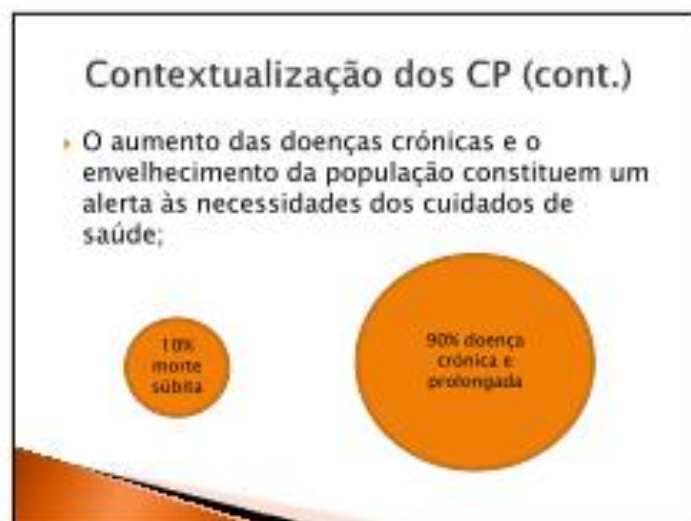 Contextualização dos CP (cont.)
O aumento das doenças crónicas e o
envelhecimento da população constituem um
alerta às necessidades dos cuidados de
saúde;
10%
morte
súbita
90% doença
crónica e
prolongada